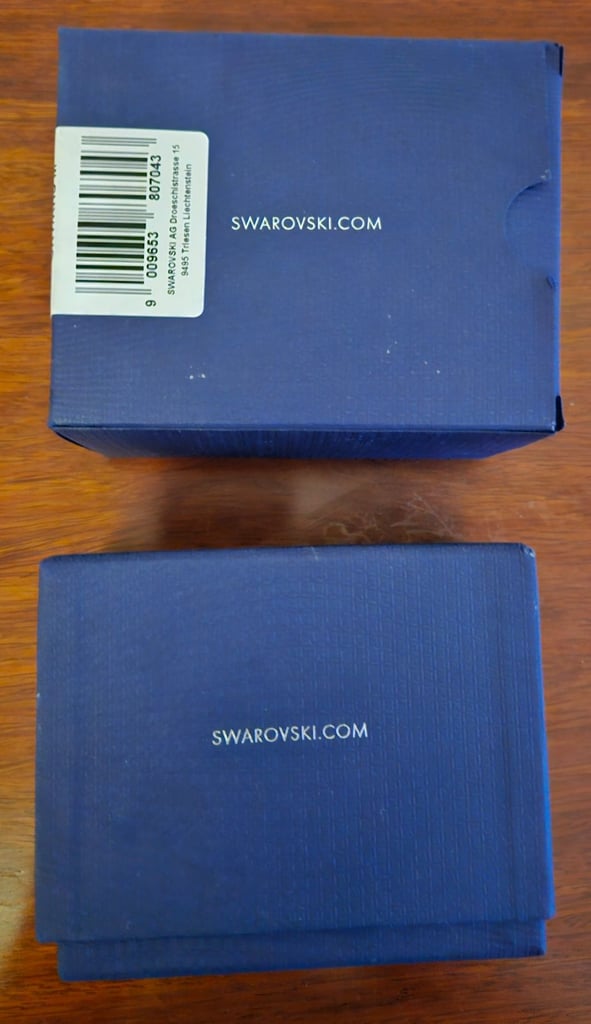 SWAROVSKI.COM
9 009653 807043
SWAROVSKI AG Droeschistrasse 15
9495 Triesen Liechtenstein
SWAROVSKI.COM